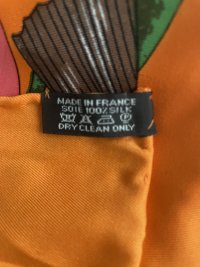 MADE IN FRANCE
SOIE 100% SILK
DRY CLEAN ONLY